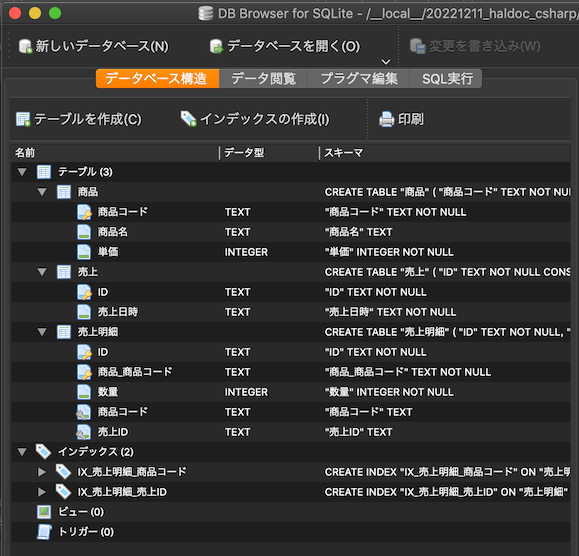 DB Browser for SQLite - /__local__/20221211_haldoc_csharp/
新しいデータベース(N) データベースを開く(O) 変更を書き込み(W)
データベース構造 データ閲覧 プラグマ編集 SQL実行
テーブルを作成(C) インデックスの作成(I) 印刷
名前 データ型 スキーマ
テーブル (3)
商品 CREATE TABLE "商品" ( "商品コード" TEXT NOT NU
商品コード TEXT "商品コード" TEXT NOT NULL
商品名 TEXT "商品名" TEXT
単価 INTEGER "単価" INTEGER NOT NULL
売上 CREATE TABLE "売上" ( "ID" TEXT NOT NULL CONS
ID TEXT "ID" TEXT NOT NULL
売上日時 TEXT "売上日時" TEXT NOT NULL
売上明細 CREATE TABLE "売上明細" ( "ID" TEXT NOT NULL, "
ID TEXT "ID" TEXT NOT NULL
商品_商品コード TEXT "商品_商品コード" TEXT NOT NULL
数量 INTEGER "数量" INTEGER NOT NULL
商品コード TEXT "商品コード" TEXT
売上ID TEXT "売上ID" TEXT
インデックス (2)
IX_売上明細_商品コード CREATE INDEX "IX_売上明細_商品コード" ON "売上明
IX_売上明細_売上ID CREATE INDEX "IX_売上明細_売上ID" ON "売上明細"
ビュー (0)
トリガー (0)